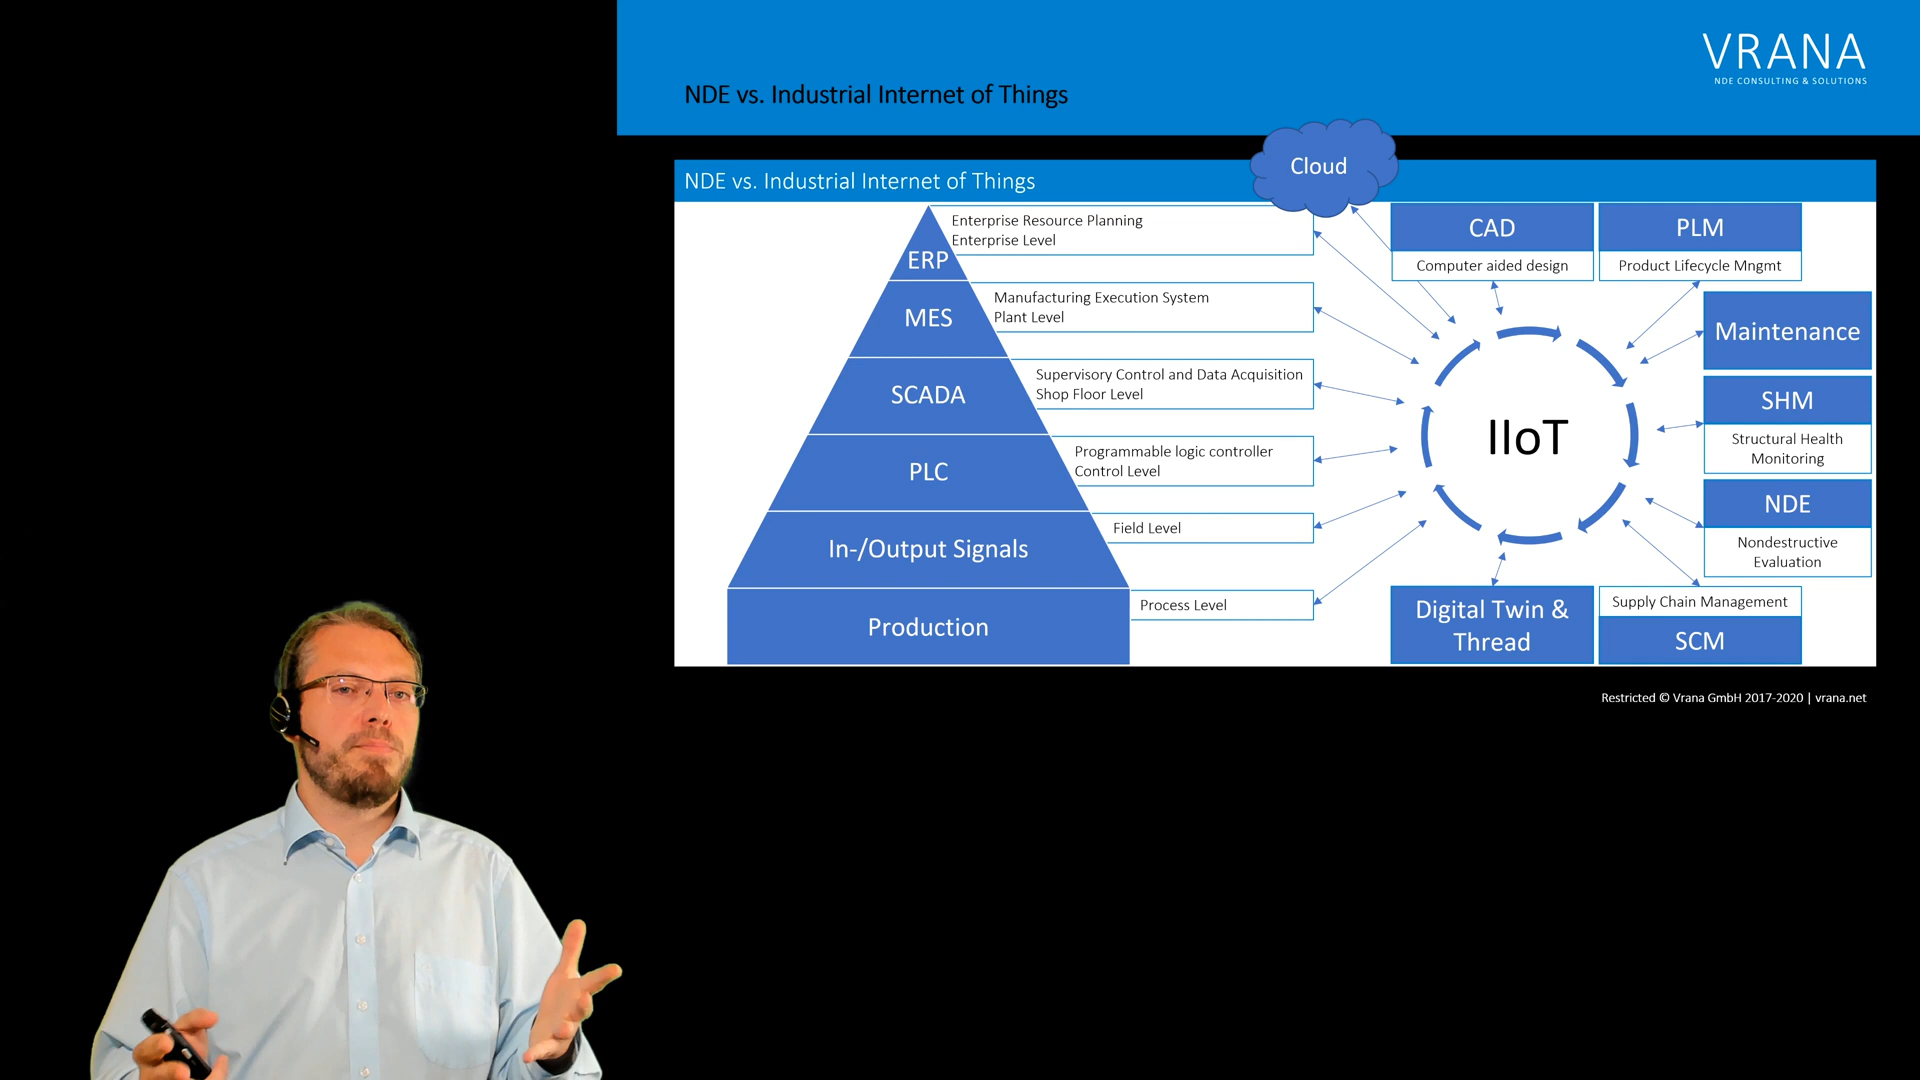 VRANA
NDE CONSULTING & SOLUTIONS
NDE vs. Industrial Internet of Things
NDE vs. Industrial Internet of Things
Cloud
ERP
Enterprise Resource Planning
Enterprise Level
MES
Manufacturing Execution System
Plant Level
SCADA
Supervisory Control and Data Acquisition
Shop Floor Level
PLC
Programmable logic controller
Control Level
In-/Output Signals
Field Level
Production
Process Level
IIoT
CAD
Computer aided design
PLM
Product Lifecycle Mngmt
Maintenance
SHM
Structural Health
Monitoring
NDE
Nondestructive
Evaluation
Supply Chain Management
SCM
Digital Twin &
Thread
Restricted © Vrana GmbH 2017-2020 | vrana.net